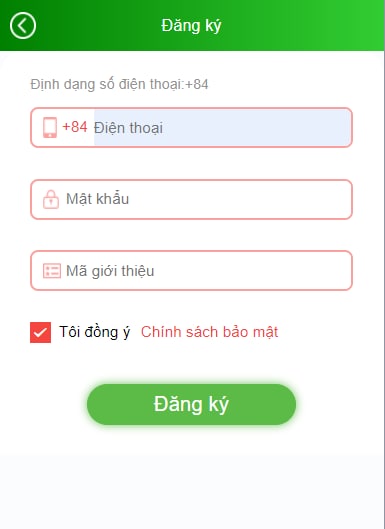 Đăng ký
Định dạng số điện thoại:+84
+84 Điện thoại
Mật khẩu
Mã giới thiệu
Tôi đồng ý Chính sách bảo mật
Đăng ký